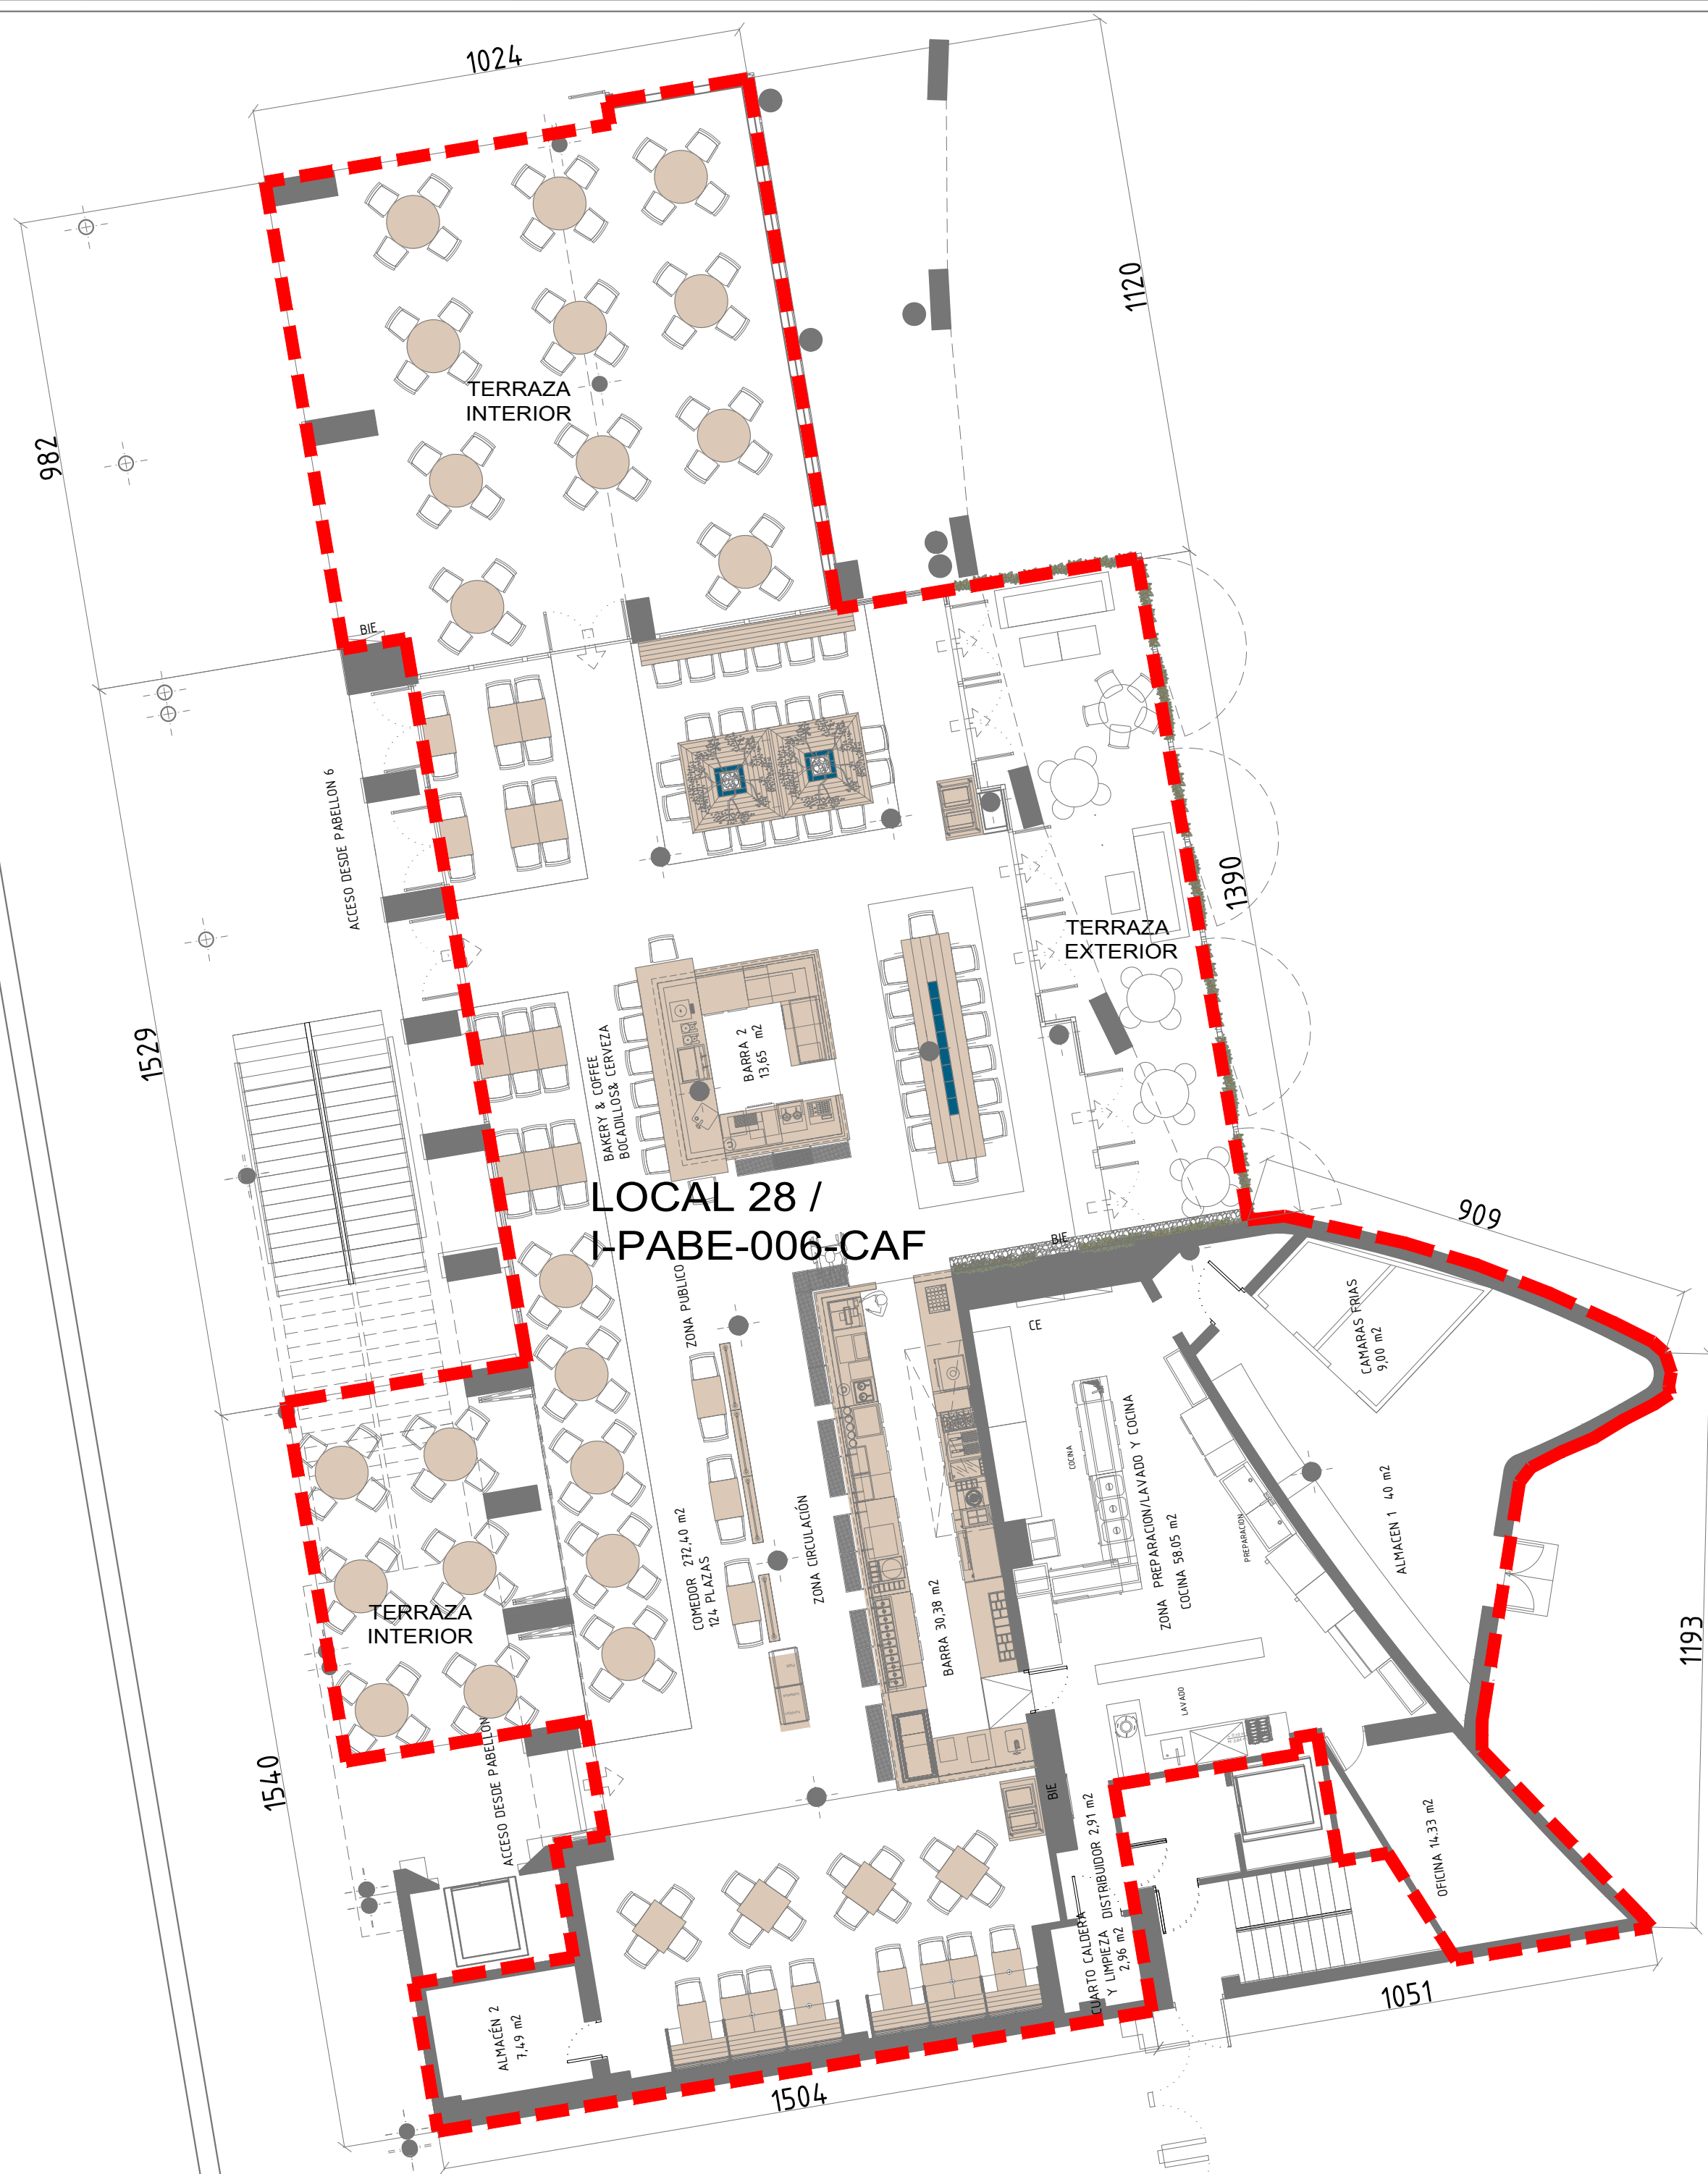 1024
1120
982
TERRAZA
INTERIOR
BIE
ACCESO DESDE PABELLON 6
1390
TERRAZA
EXTERIOR
1529
BAKERY & COFFEE
BOCADILLOS& CERVEZA
BARRA 2
13,65 m2
LOCAL 28 /
I-PABE-006-CAF
BIE
909
ZONA PUBLICO
CE
CAMARAS FRIAS
9,00 m2
COCINA
ZONA PREPARACION/LAVADO Y COCINA
COCINA 58.05 m2
PREPARACION
ALMACEN 1 40 m2
COMEDOR 272,40 m2
124 PLAZAS
ZONA CIRCULACIÓN
BARRA 30,38 m2
TERRAZA
INTERIOR
1193
LAVADO
ACCESO DESDE PABELLON
1540
BIE
CUARTO CALDERA
Y LIMPIEZA
2,96 m2
DISTRIBUIDOR 2,91 m2
OFICINA 14.33 m2
ALMACÉN 2
7,49 m2
1051
1504